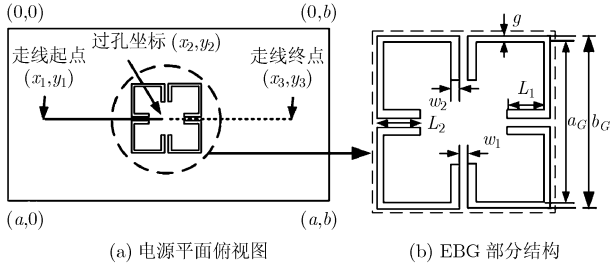 (0,0)
(0,b)
过孔坐标 (x₂,y₂)
走线起点
(x₁,y₁)
走线终点
(x₃,y₃)
(a,0)
(a,b)
(a) 电源平面俯视图
g
w₂
L₁
L₂
w₁
a_G
b_G
(b) EBG 部分结构